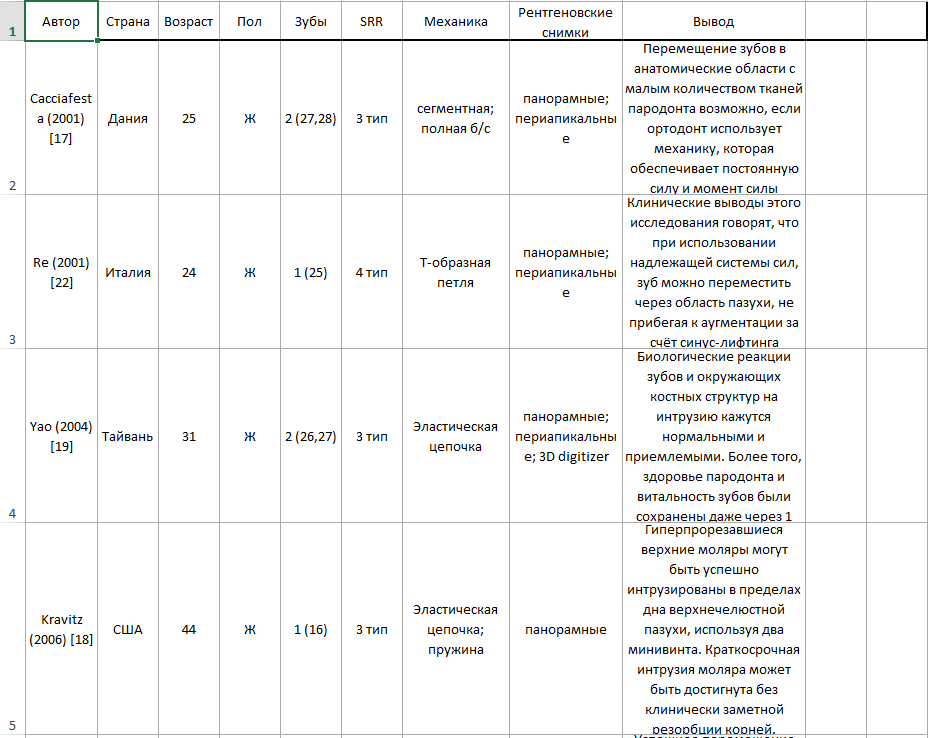 Автор Страна Возраст Пол Зубы SRR Механика Рентгеновские снимки Вывод
1
Cacciafest
а (2001)
[17]
Дания
25
Ж
2 (27,28)
3 тип
сегментная;
полная б/с
панорамные;
периапикальны
е
Перемещение зубов в
анатомические области с
малым количеством тканей
пародонта возможно, если
ортодонт использует
механику, которая
обеспечивает постоянную
силу и момент силы
2
Re (2001)
[22]
Италия
24
Ж
1 (25)
4 тип
Т-образная
петля
панорамные;
периапикальны
е
Клинические выводы этого
исследования говорят, что
при использовании
надлежащей системы сил,
зуб можно переместить
через область пазухи, не
прибегая к аугментации за
счёт синус-лифтинга
3
Yao (2004)
[19]
Тайвань
31
Ж
2 (26,27)
3 тип
Эластическая
цепочка
панорамные;
периапикальны
е; 3D digitizer
Биологические реакции
зубов и окружающих
костных структур на
интрузию кажутся
нормальными и
приемлемыми. Более того,
здоровье пародонта и
витальность зубов были
сохранены даже через 1
4
Kravitz
(2006) [18]
США
44
Ж
1 (16)
3 тип
Эластическая
цепочка;
пружина
панорамные
Гиперпрорезавшиеся
верхние моляры могут
быть успешно
интрузированы в пределах
дна верхнечелюстной
пазухи, используя два
минивинта. Краткосрочная
интрузия моляра может
быть достигнута без
клинически заметной
резорбции корней.
5